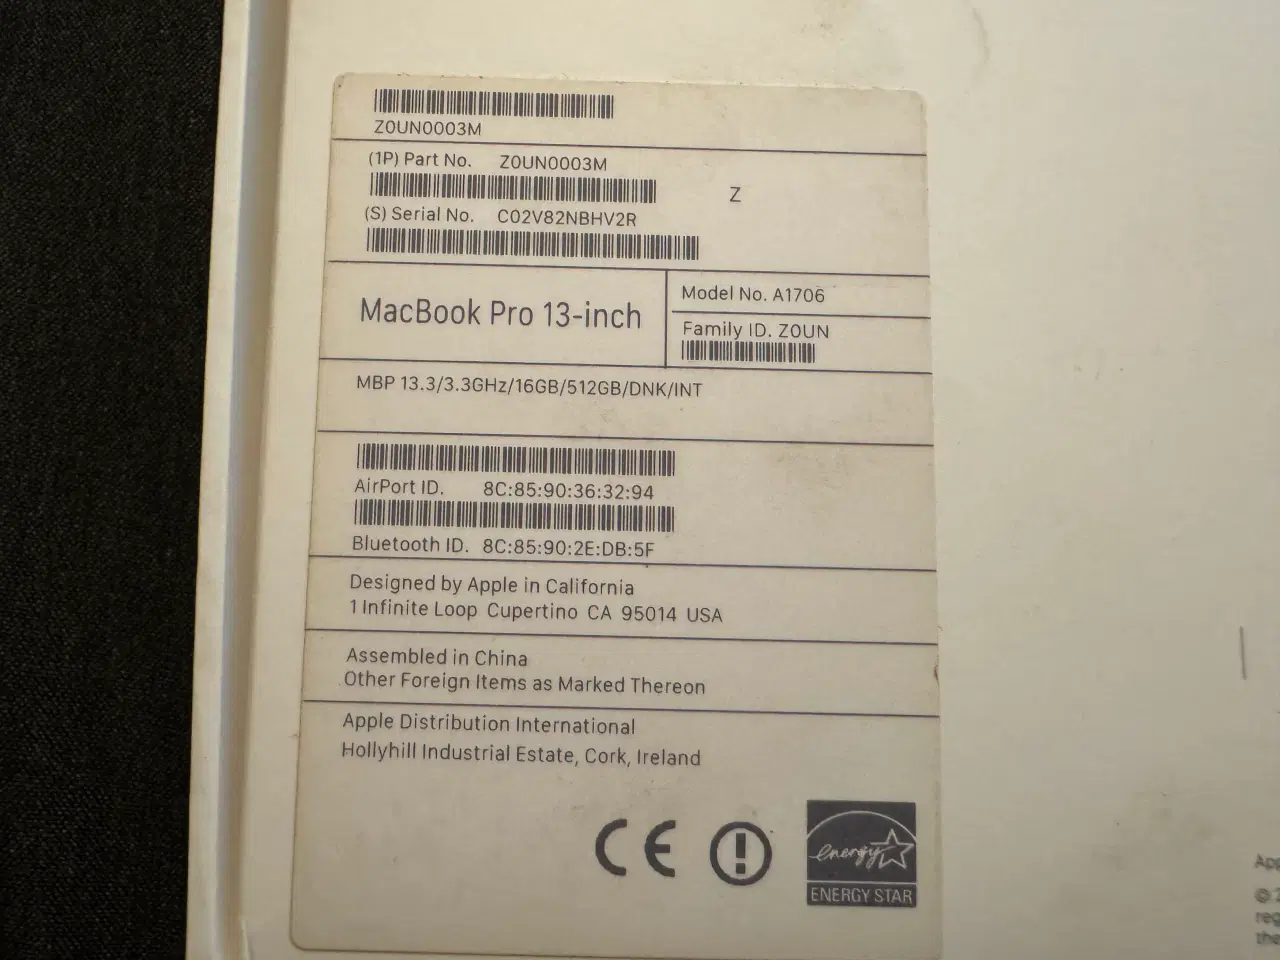 Z0UN0003M
(1P) Part No. Z0UN0003M
Z
(S) Serial No. C02V82NBHV2R
MacBook Pro 13-inch
Model No. A1706
Family ID. Z0UN
MBP 13.3/3.3GHz/16GB/512GB/DNK/INT
AirPort ID. 8C:85:90:36:32:94
Bluetooth ID. 8C:85:90:2E:DB:5F
Designed by Apple in California
1 Infinite Loop Cupertino CA 95014 USA
Assembled in China
Other Foreign Items as Marked Thereon
Apple Distribution International
Hollyhill Industrial Estate, Cork, Ireland
CE
energy
ENERGY STAR